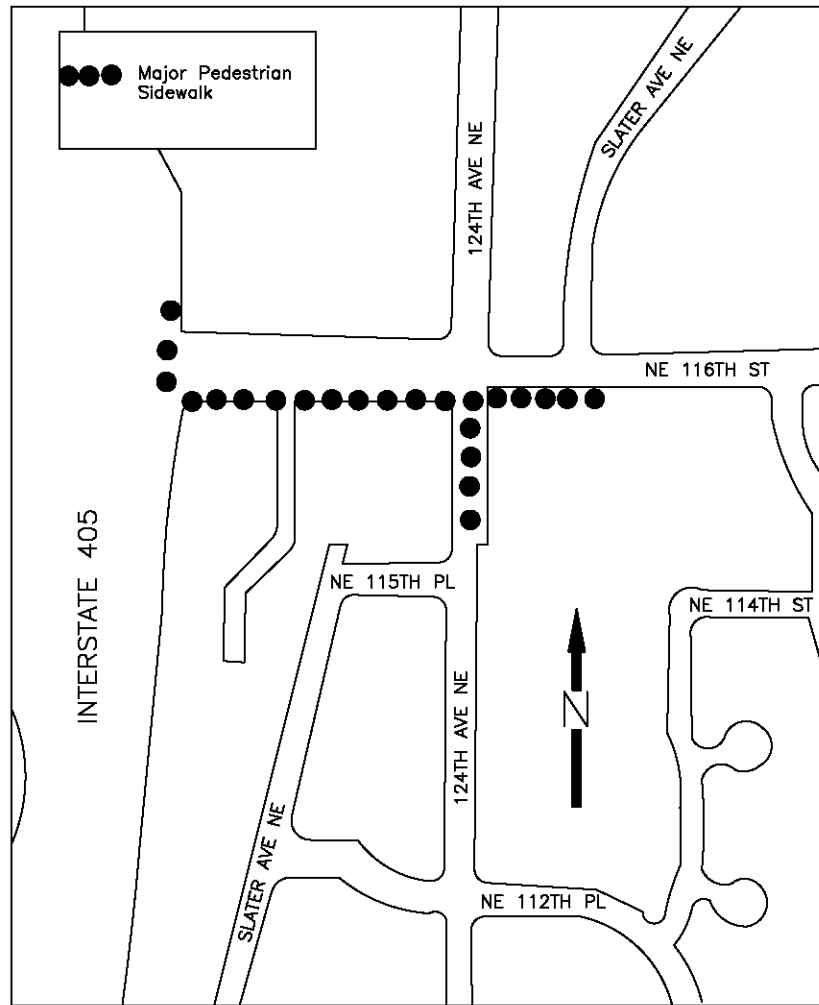 Major Pedestrian
Sidewalk
124TH AVE NE
SLATER AVE NE
NE 116TH ST
INTERSTATE 405
NE 115TH PL
NE 114TH ST
N
124TH AVE NE
SLATER AVE NE
NE 112TH PL